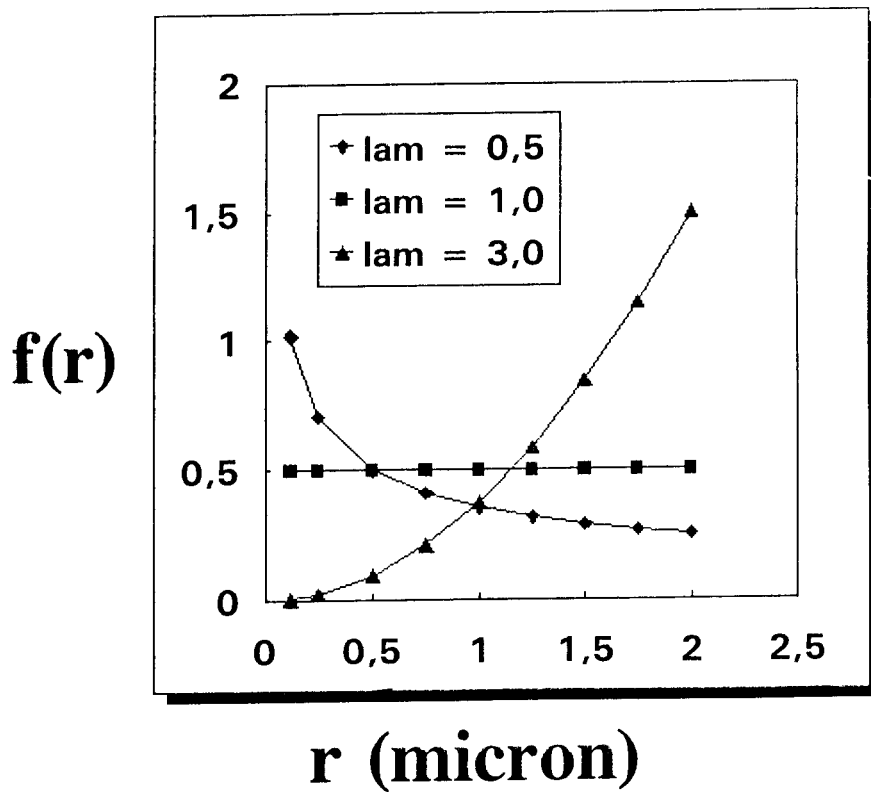 2
1,5
1
0,5
0
lam = 0,5
lam = 1,0
lam = 3,0
f(r)
0 0,5 1 1,5 2 2,5
r (micron)